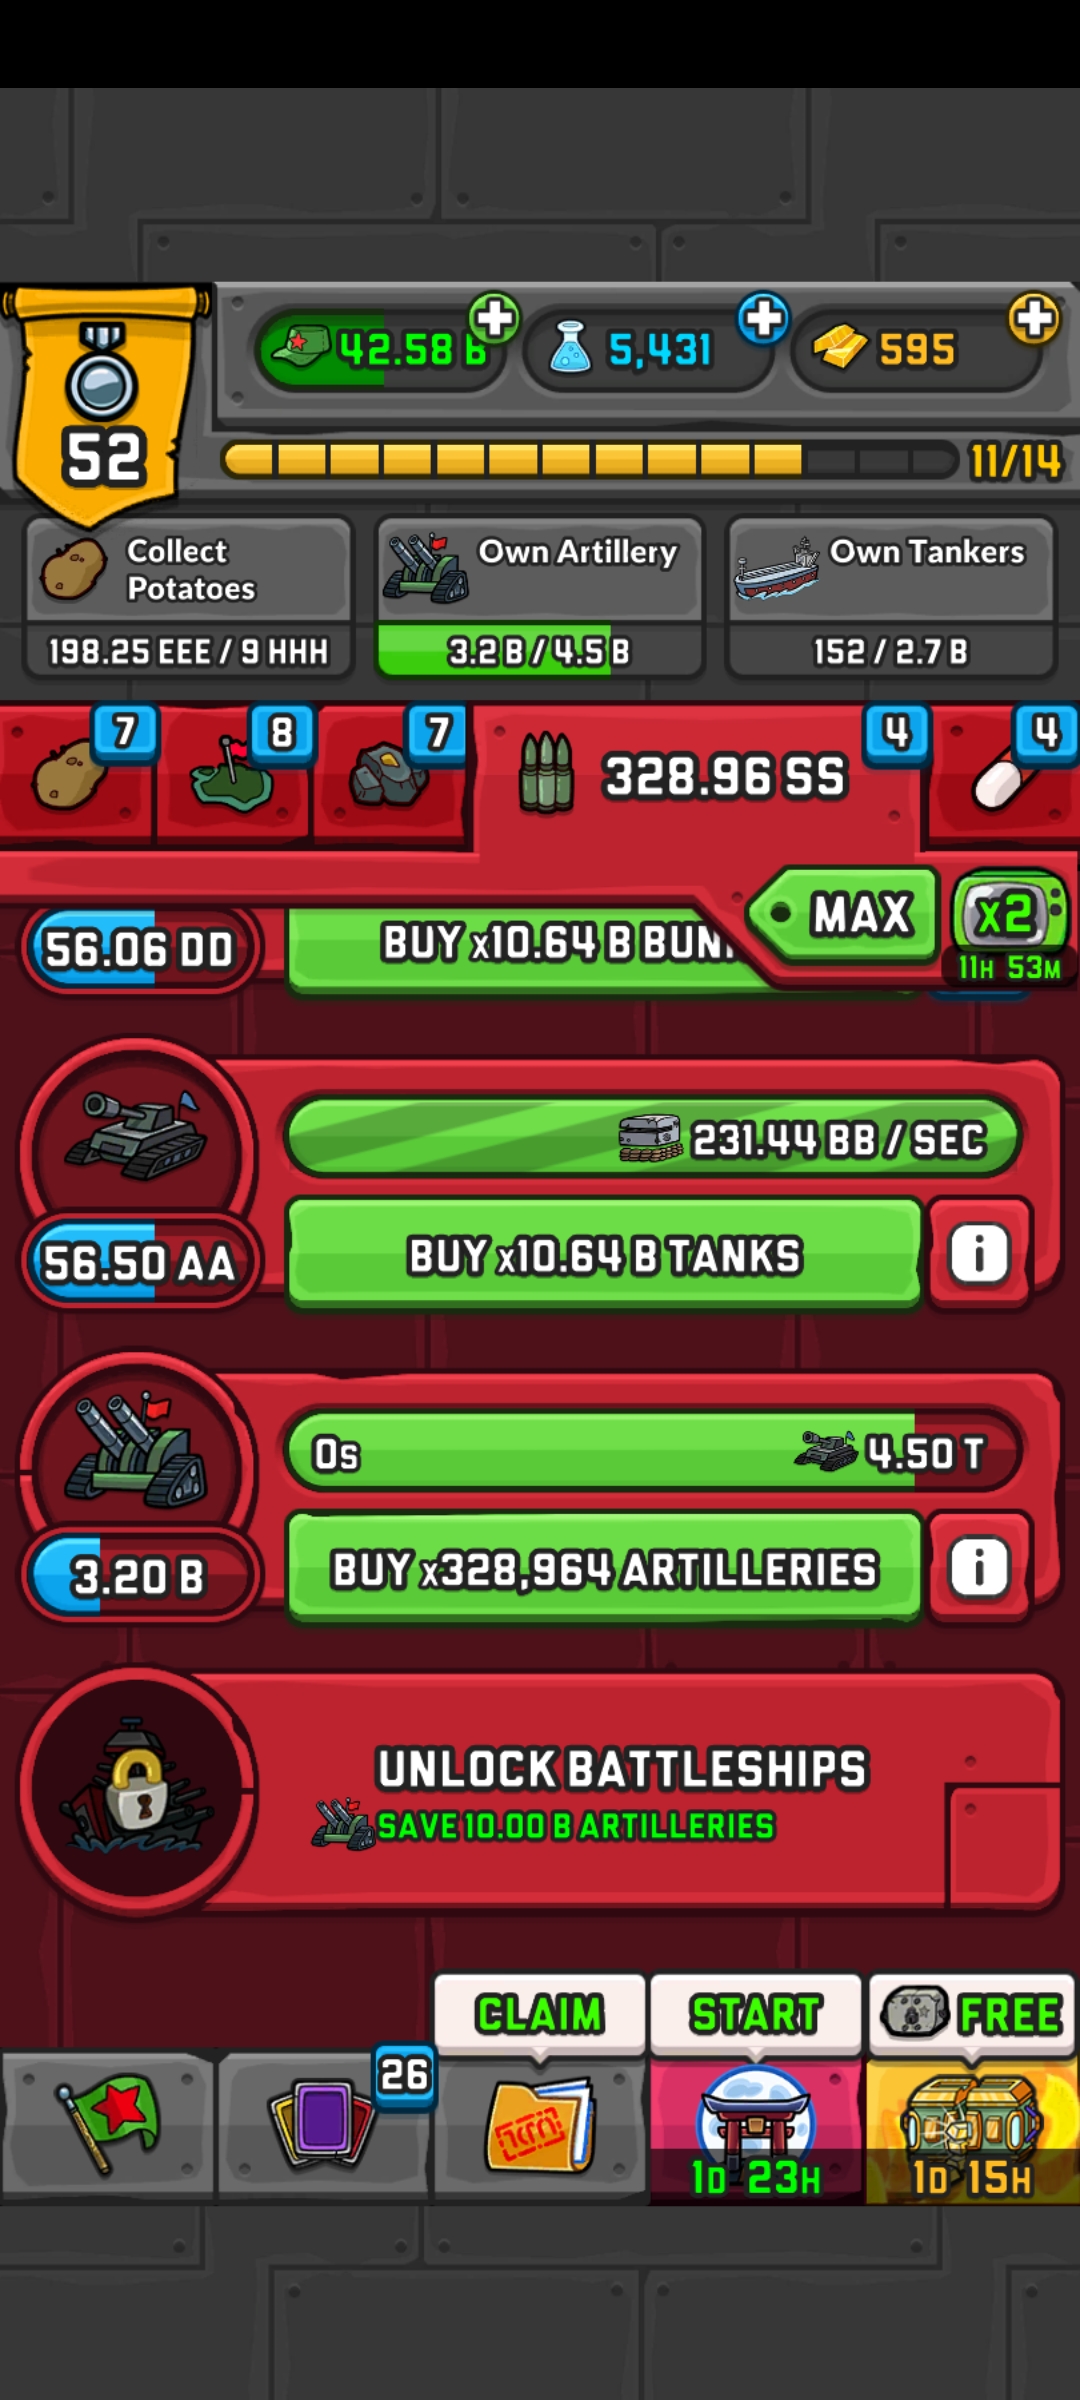 42.58 B
5,431
595
52
11/14
Collect
Potatoes
198.25 EEE / 9 HHH
Own Artillery
3.2 B / 4.5 B
Own Tankers
152 / 2.7 B
7
8
7
328.96 SS
4
4
MAX
x2
11H 53M
56.06 DD
BUY x10.64 B
231.44 BB / SEC
56.50 AA
BUY x10.64 B TANKS
i
0s
4.50 T
3.20 B
BUY x328,964 ARTILLERIES
i
UNLOCK BATTLESHIPS
SAVE 10.00 B ARTILLERIES
CLAIM
START
FREE
26
1D 23H
1D 15H